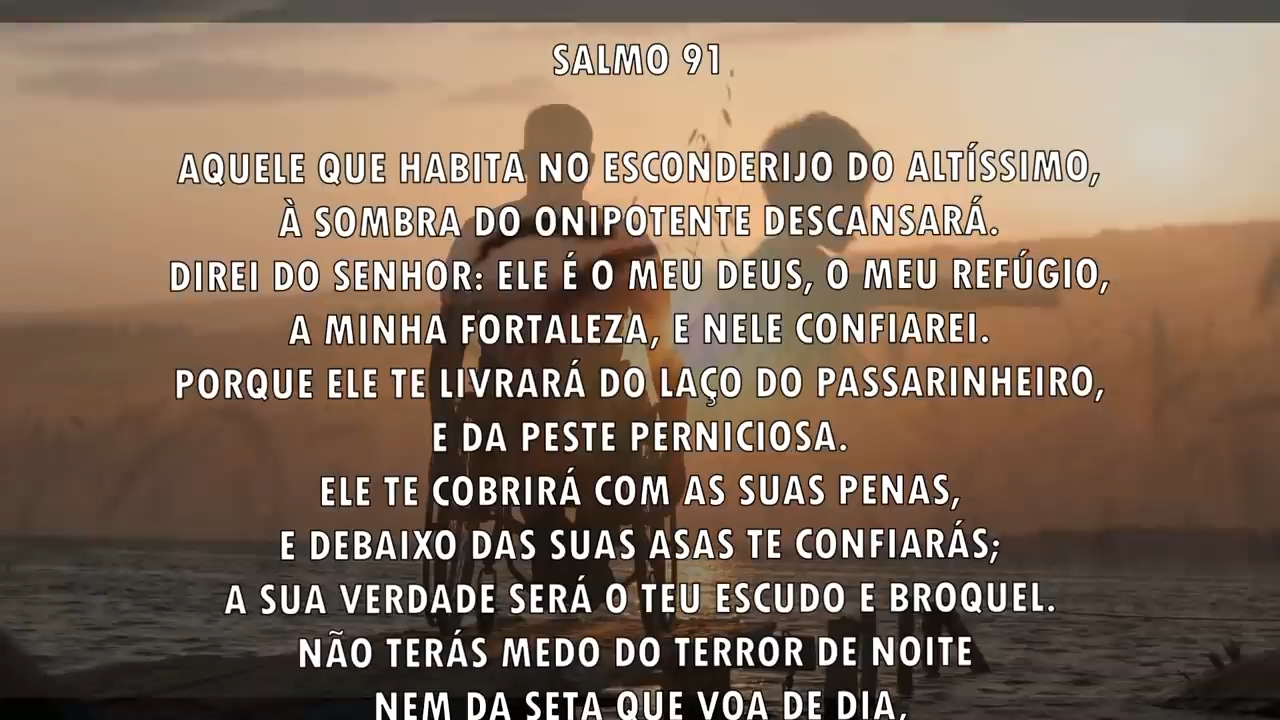 SALMO 91
AQUELE QUE HABITA NO ESCONDERIJO DO ALTÍSSIMO,
À SOMBRA DO ONIPOTENTE DESCANSARÁ.
DIREI DO SENHOR: ELE É O MEU DEUS, O MEU REFÚGIO,
A MINHA FORTALEZA, E NELE CONFIAREI.
PORQUE ELE TE LIVRARÁ DO LAÇO DO PASSARINHEIRO,
E DA PESTE PERNICIOSA.
ELE TE COBRIRÁ COM AS SUAS PENAS,
E DEBAIXO DAS SUAS ASAS TE CONFIARÁS;
A SUA VERDADE SERÁ O TEU ESCUDO E BROQUEL.
NÃO TERÁS MEDO DO TERROR DE NOITE
NEM DA SETA QUE VOA DE DIA,